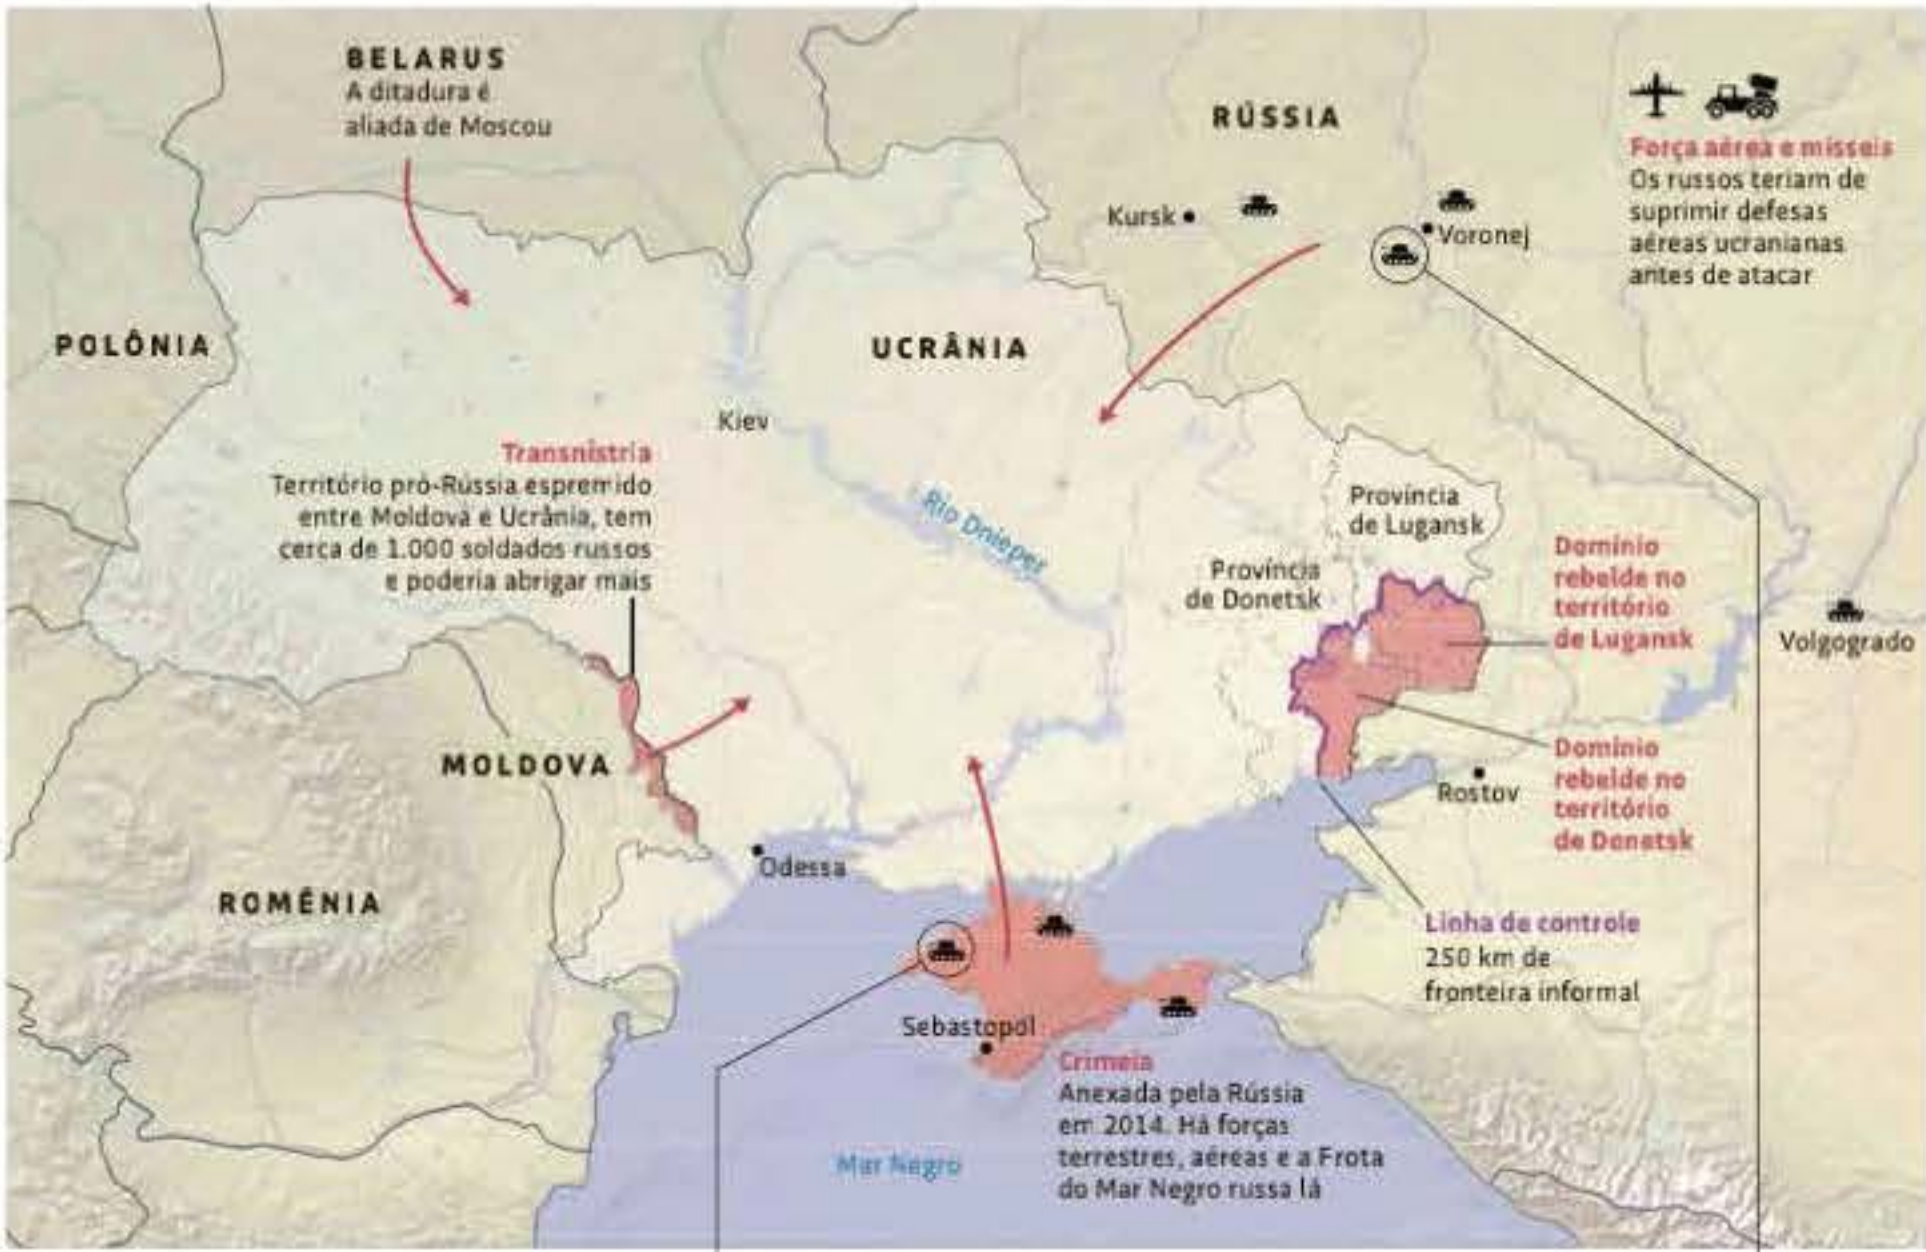 BELARUS
A ditadura é
aliada de Moscou
RÚSSIA
Força aérea e mísseis
Os russos teriam de
suprimir defesas
aéreas ucranianas
antes de atacar
Kursk
Voronej
POLÔNIA
UCRÂNIA
Kiev
Transnístria
Território pró-Rússia espremido
entre Moldova e Ucrânia, tem
cerca de 1.000 soldados russos
e poderia abrigar mais
Rio Dnieper
Província
de Lugansk
Província
de Donetsk
Domínio
rebelde no
território
de Lugansk
Volgogrado
MOLDOVA
Domínio
rebelde no
território
de Donetsk
Rostov
Odessa
ROMÊNIA
Linha de controle
250 km de
fronteira informal
Sebastopol
Crimeia
Anexada pela Rússia
em 2014. Há forças
terrestres, aéreas e a Frota
do Mar Negro russa lá
Mar Negro